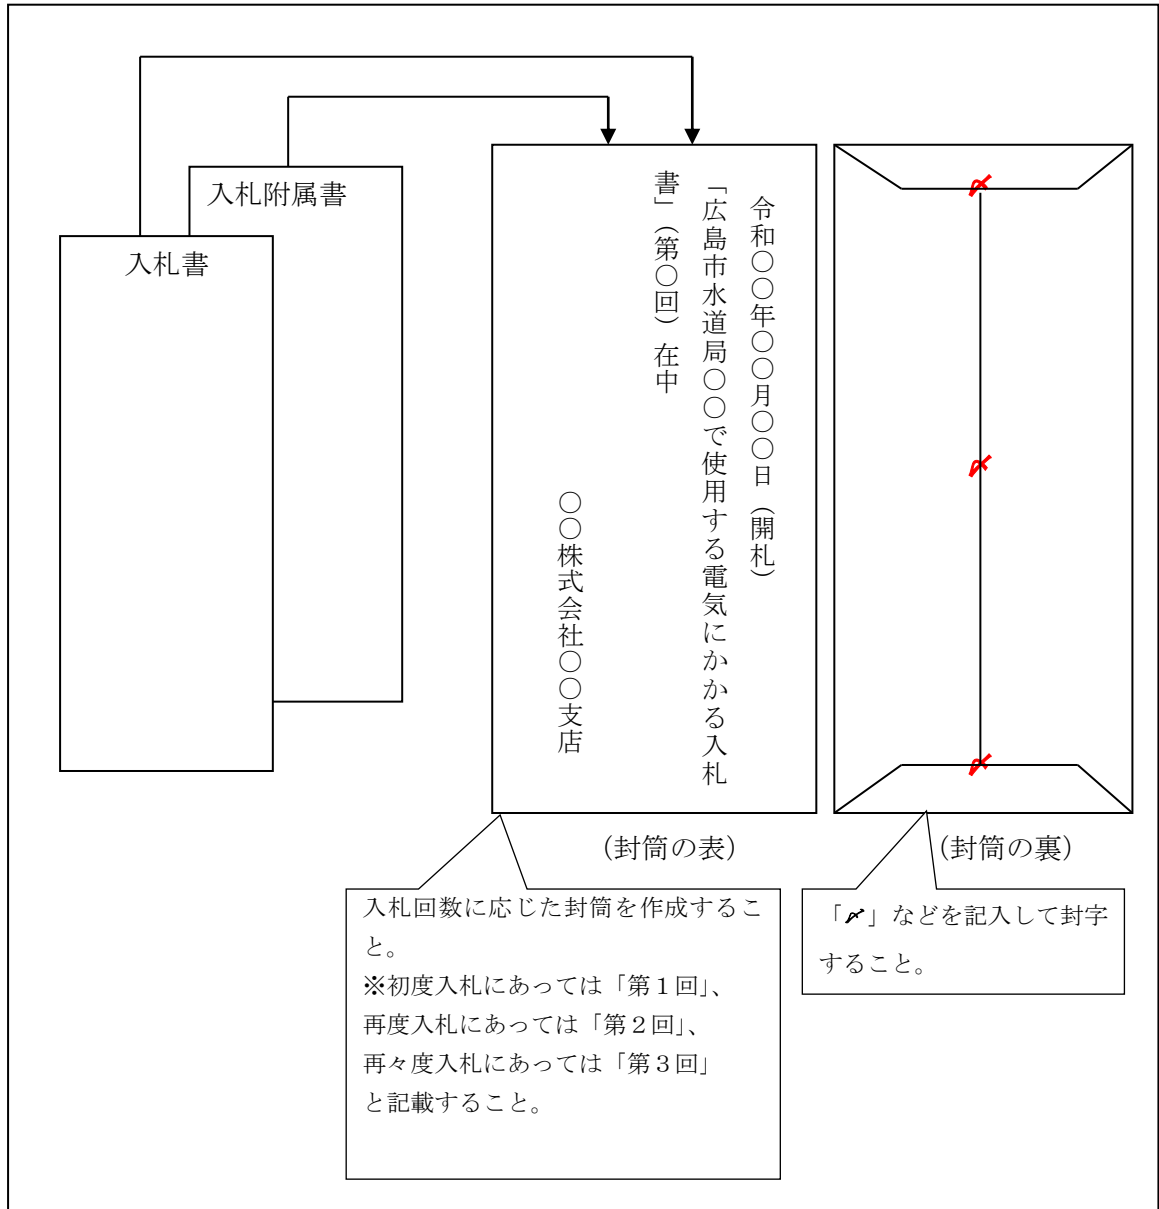 入札附属書
入札書
令和〇〇年〇〇月〇〇日（開札）
「広島市水道局〇〇で使用する電気にかかる入札
書」（第〇回）在中
〇〇株式会社〇〇支店
（封筒の表）
（封筒の裏）
入札回数に応じた封筒を作成するこ
と。
※初度入札にあっては「第１回」、
再度入札にあっては「第２回」、
再々度入札にあっては「第３回」
と記載すること。
「〆」などを記入して封字
すること。
〆
〆
〆